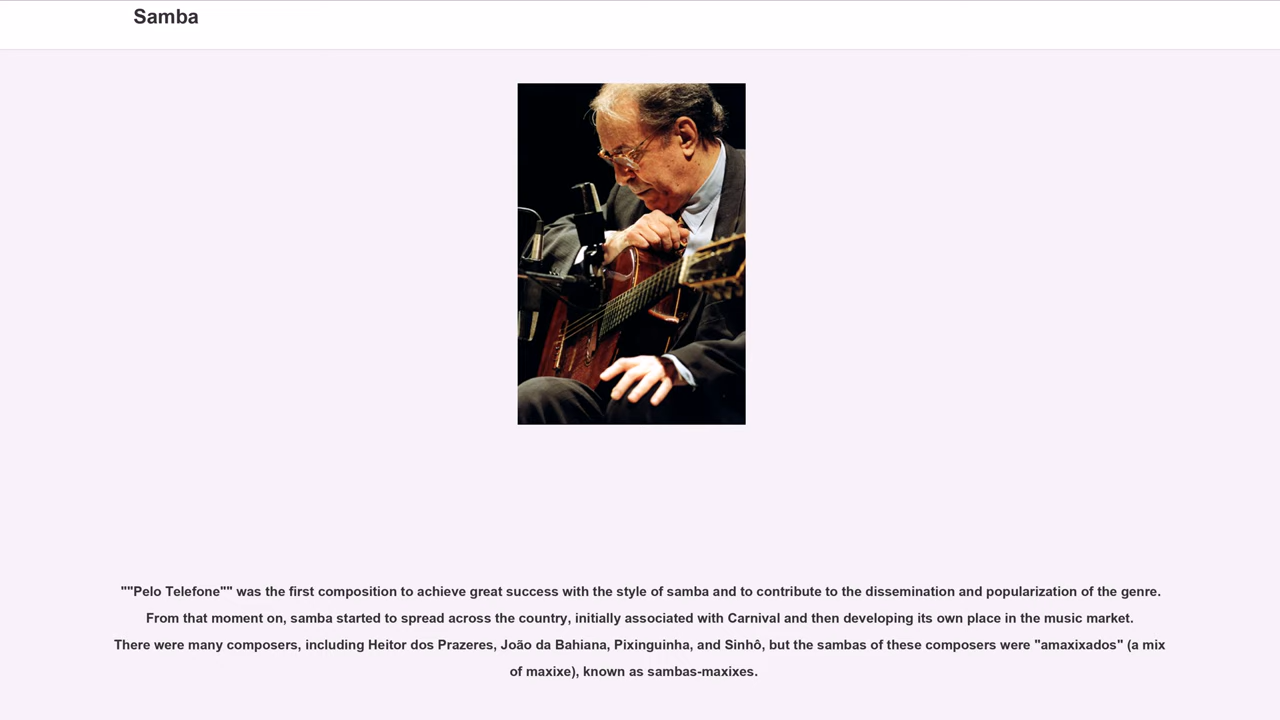 Samba
""Pelo Telefone"" was the first composition to achieve great success with the style of samba and to contribute to the dissemination and popularization of the genre.
From that moment on, samba started to spread across the country, initially associated with Carnival and then developing its own place in the music market.
There were many composers, including Heitor dos Prazeres, João da Bahiana, Pixinguinha, and Sinhô, but the sambas of these composers were "amaxixados" (a mix
of maxixe), known as sambas-maxixes.